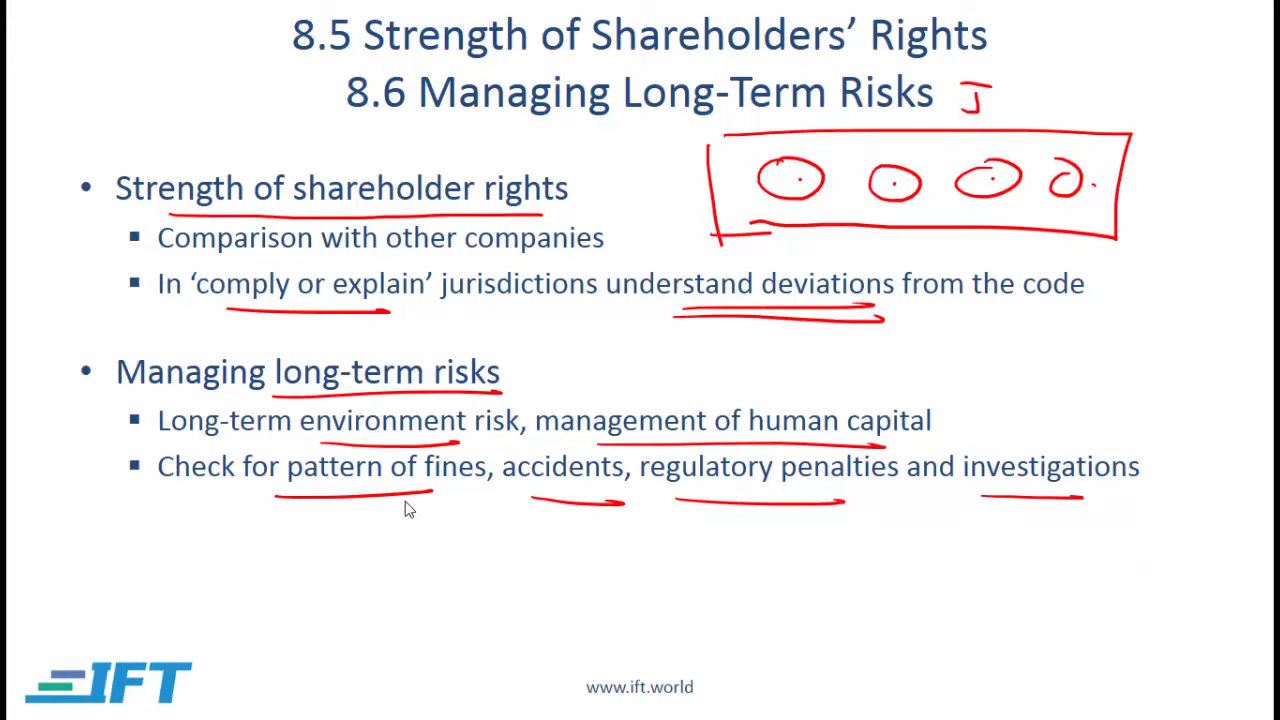 8.5 Strength of Shareholders’ Rights
8.6 Managing Long-Term Risks
J
• Strength of shareholder rights
▪ Comparison with other companies
▪ In ‘comply or explain’ jurisdictions understand deviations from the code
• Managing long-term risks
▪ Long-term environment risk, management of human capital
▪ Check for pattern of fines, accidents, regulatory penalties and investigations
IFT
www.ift.world